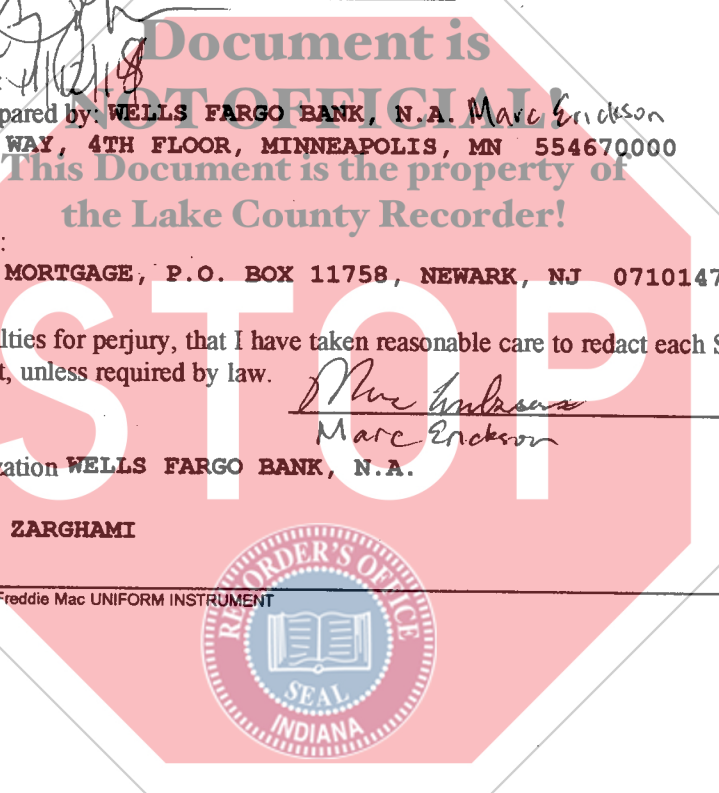 Document is
11/12/18
pared by: WELLS FARGO BANK, N.A. Marc Erickson
NOT OFFICIAL!
WAY, 4TH FLOOR, MINNEAPOLIS, MN 554670000
This Document is the property of
the Lake County Recorder!
:
MORTGAGE, P.O. BOX 11758, NEWARK, NJ 0710147
STOP
lties for perjury, that I have taken reasonable care to redact each S
t, unless required by law.
Marc Erickson
zation WELLS FARGO BANK, N.A.
ZARGHAMI
Freddie Mac UNIFORM INSTRUMENT
RECORDER'S OFFICE
SEAL
INDIANA